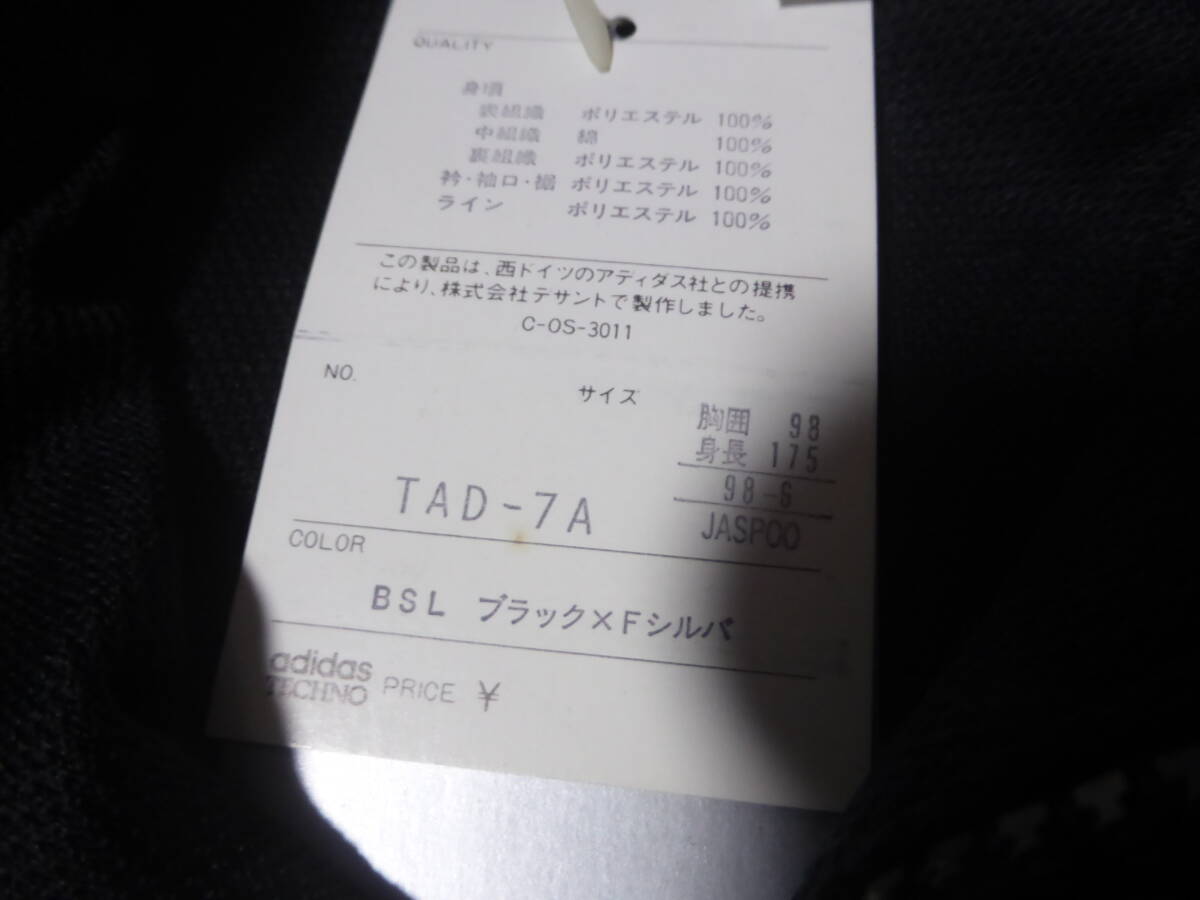 QUALITY
身頃
表組織 ポリエステル 100%
中組織 綿 100%
裏組織 ポリエステル 100%
衿・袖口・裾 ポリエステル 100%
ライン ポリエステル 100%
この製品は、西ドイツのアディダス社との提携
により、株式会社デサントで製作しました。
C-OS-3011
NO.
サイズ
胸囲 98
身長 175
98-6
TAD-7A
JASPOO
COLOR
BSL ブラック×Fシルバ
adidas
TECHNO
PRICE ¥